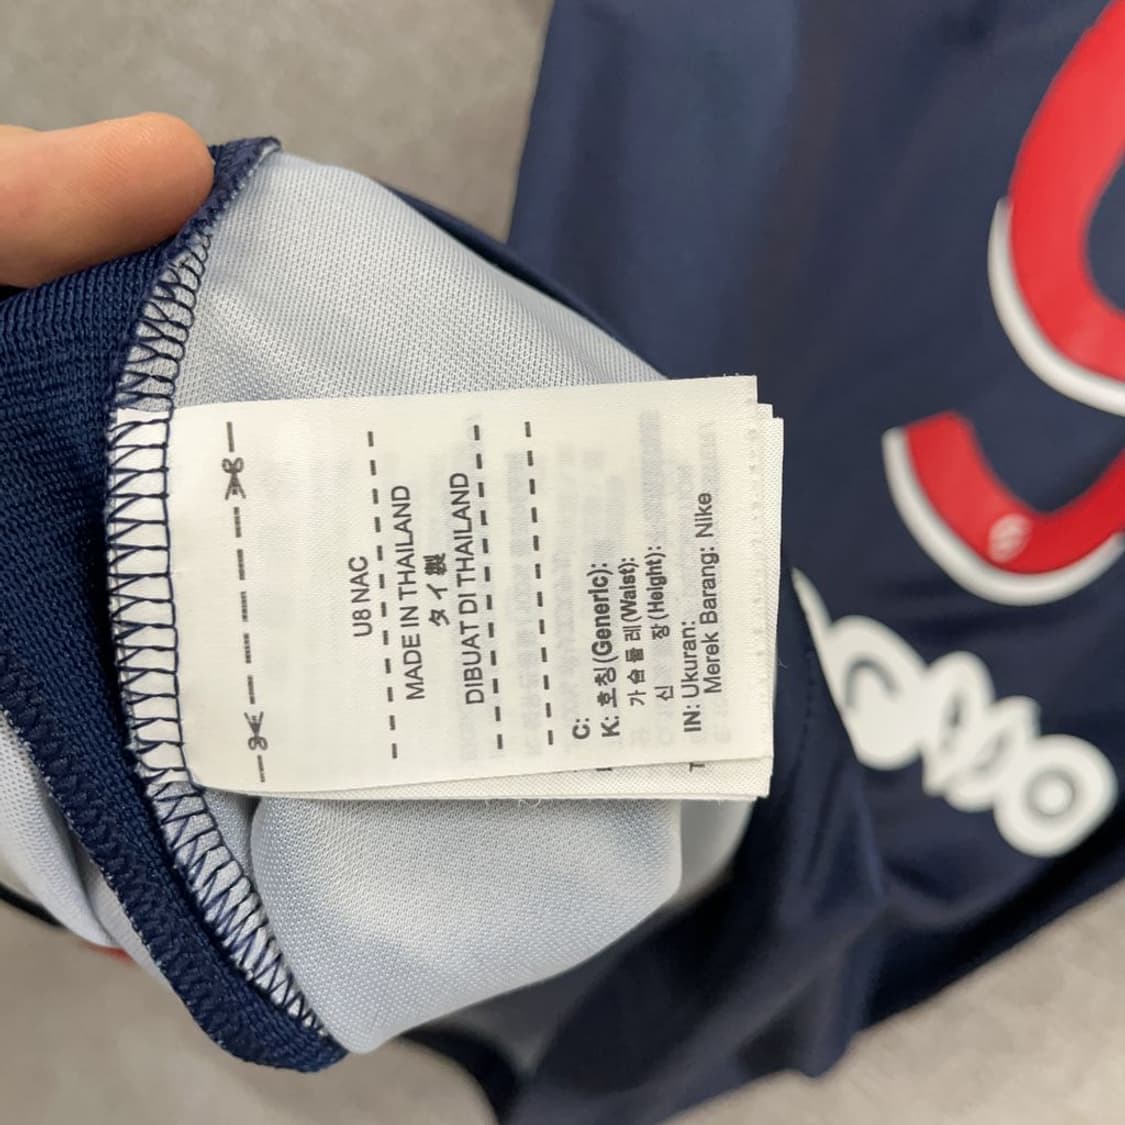 U8 NAC
MADE IN THAILAND
タイ製
DIBUAT DI THAILAND
C:
K: 호칭(Generic):
가슴둘레(Waist):
신 장(Height):
IN: Ukuran:
Merek Barang: Nike